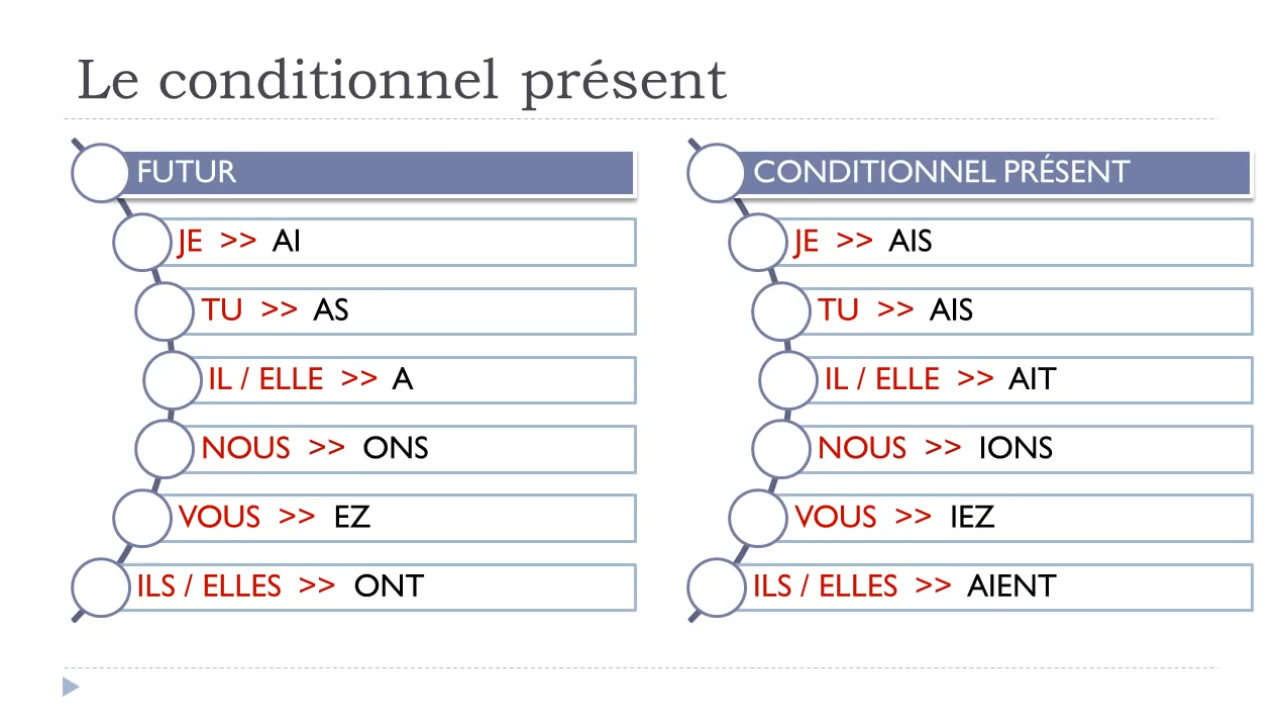 Le conditionnel présent
FUTUR
JE >> AI
TU >> AS
IL / ELLE >> A
NOUS >> ONS
VOUS >> EZ
ILS / ELLES >> ONT
CONDITIONNEL PRÉSENT
JE >> AIS
TU >> AIS
IL / ELLE >> AIT
NOUS >> IONS
VOUS >> IEZ
ILS / ELLES >> AIENT